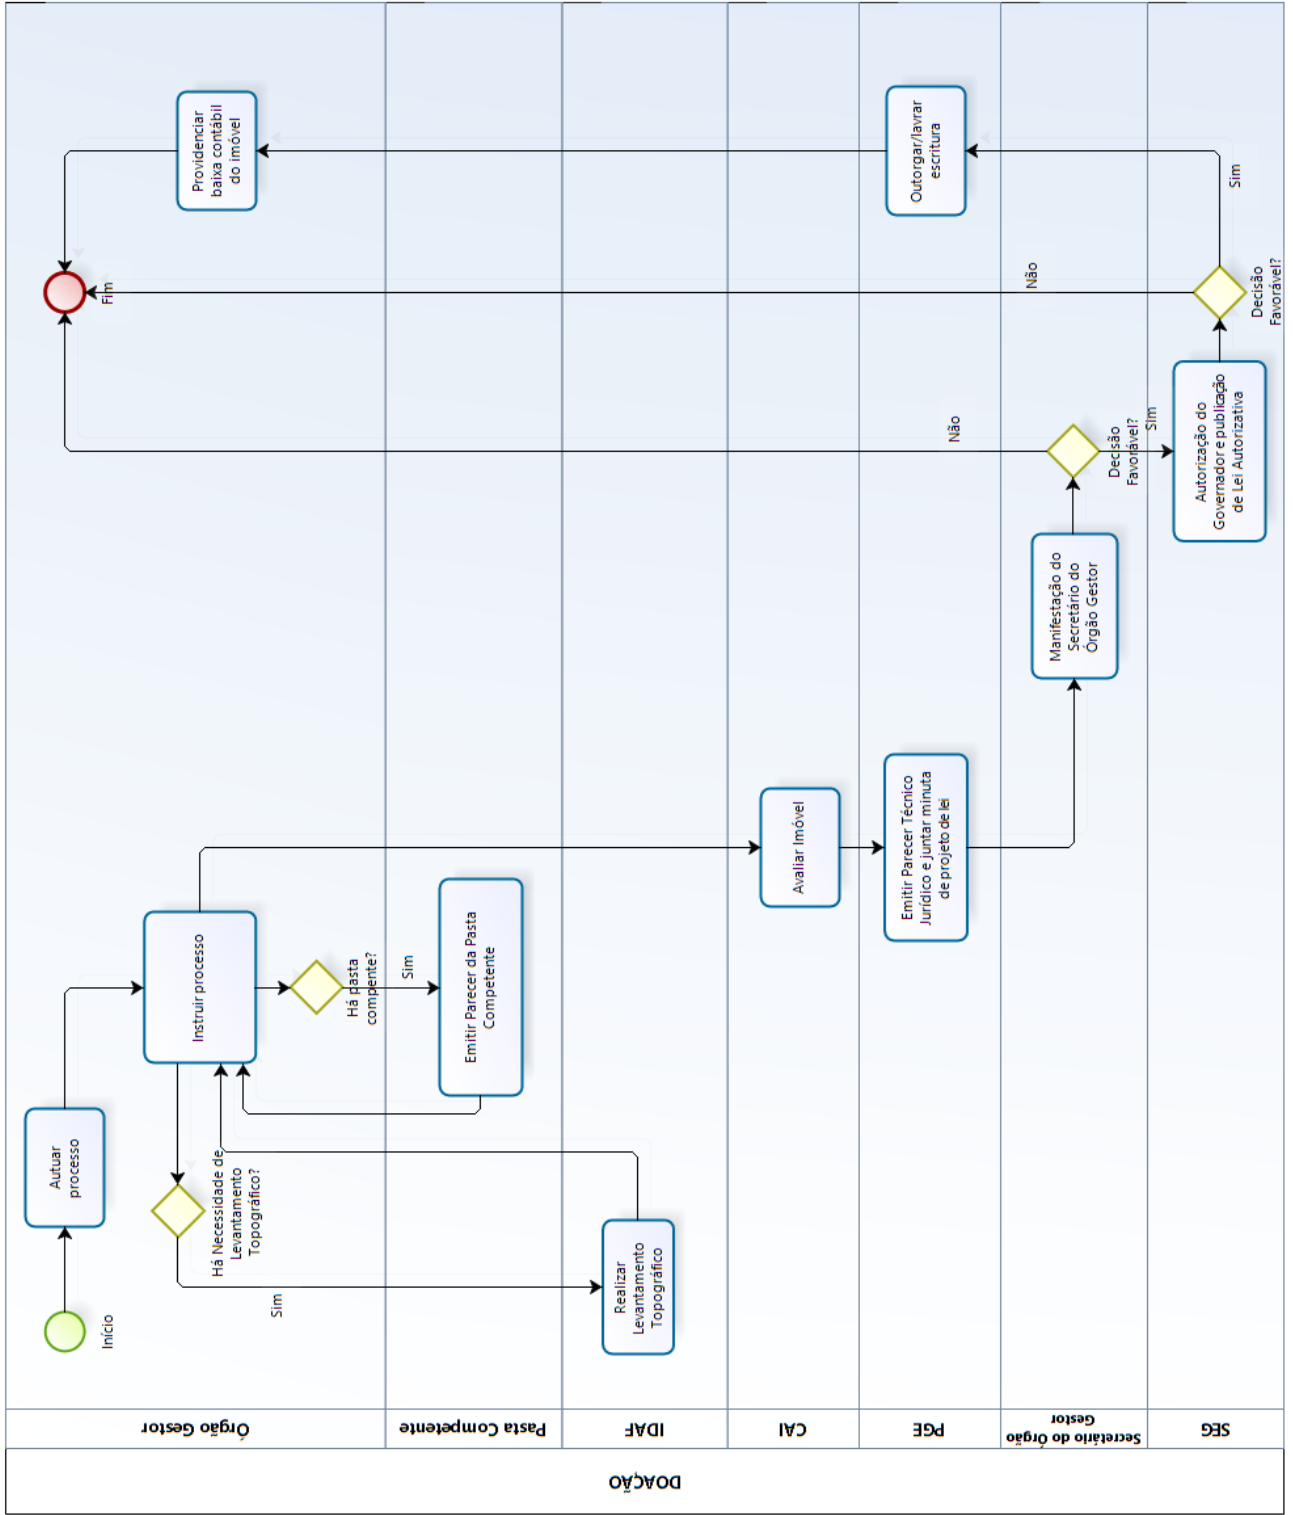 DOAÇÃO
Órgão Gestor
Início
Autuar
processo
Instruir processo
Há Necessidade de
Levantamento
Topográfico?
Sim
Há pasta
compente?
Sim
Providenciar
baixa contábil
do imóvel
Fim
Pasta Competente
Emitir Parecer da Pasta
Competente
IDAF
Realizar
Levantamento
Topográfico
CAI
Avaliar Imóvel
PGE
Emitir Parecer Técnico
Jurídico e juntar minuta
de projeto de lei
Outorgar/lavrar
escritura
Secretário do Órgão
Gestor
Manifestação do
Secretário do
Órgão Gestor
Decisão
Favorável?
Não
Sim
SEG
Autorização do
Governador e publicação
de Lei Autorizativa
Decisão
Favorável?
Não
Sim